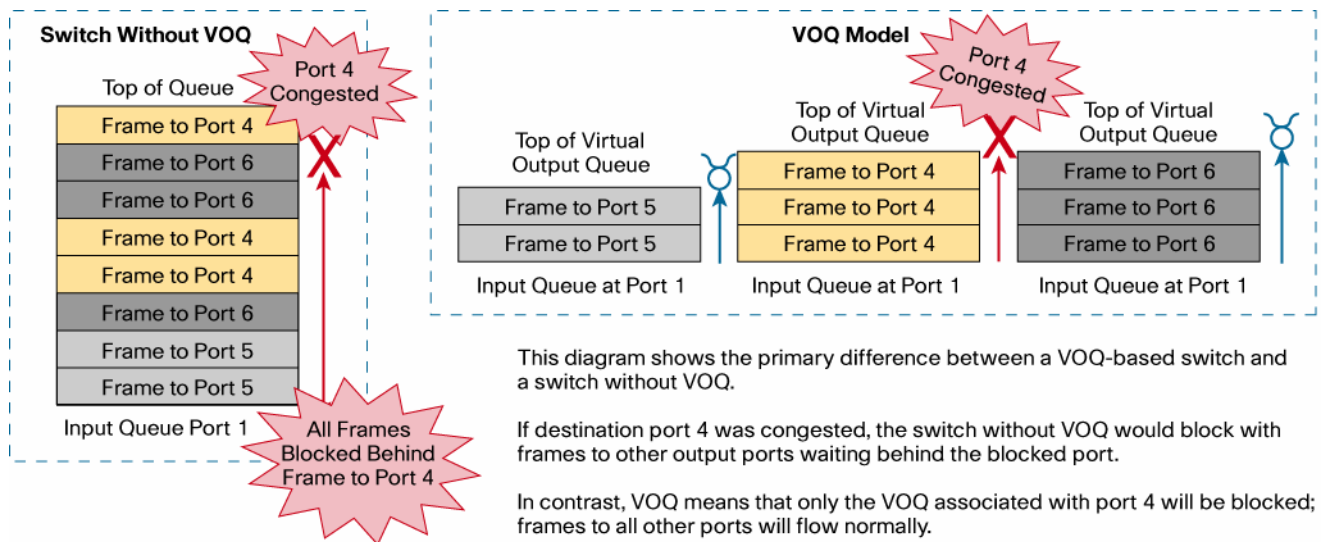 Switch Without VOQ
Port 4
Congested
Top of Queue
Frame to Port 4
Frame to Port 6
Frame to Port 6
Frame to Port 4
Frame to Port 4
Frame to Port 6
Frame to Port 5
Frame to Port 5
Input Queue Port 1
All Frames
Blocked Behind
Frame to Port 4
VOQ Model
Port 4
Congested
Top of Virtual
Output Queue
Frame to Port 5
Frame to Port 5
Input Queue at Port 1
Top of Virtual
Output Queue
Frame to Port 4
Frame to Port 4
Frame to Port 4
Input Queue at Port 1
Top of Virtual
Output Queue
Frame to Port 6
Frame to Port 6
Frame to Port 6
Input Queue at Port 1
This diagram shows the primary difference between a VOQ-based switch and
a switch without VOQ.
If destination port 4 was congested, the switch without VOQ would block with
frames to other output ports waiting behind the blocked port.
In contrast, VOQ means that only the VOQ associated with port 4 will be blocked;
frames to all other ports will flow normally.